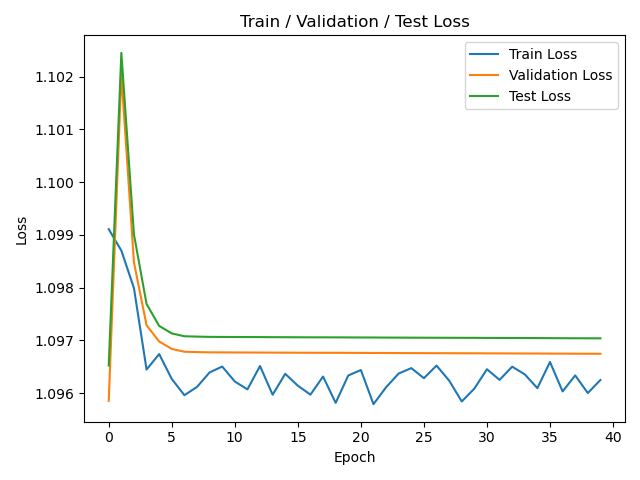 Train / Validation / Test Loss
Train Loss
Validation Loss
Test Loss
1.102
1.101
1.100
1.099
1.098
1.097
1.096
Loss
0 5 10 15 20 25 30 35 40
Epoch